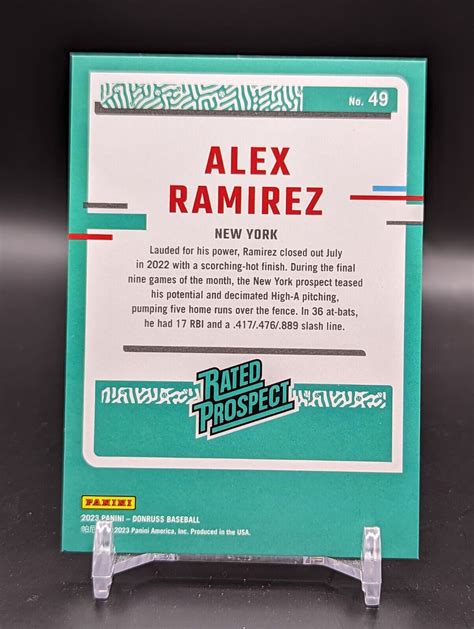 No. 49
ALEX
RAMIREZ
NEW YORK
Lauded for his power, Ramirez closed out July
in 2022 with a scorching-hot finish. During the final
nine games of the month, the New York prospect teased
his potential and decimated High-A pitching,
pumping five home runs over the fence. In 36 at-bats,
he had 17 RBI and a .417/.476/.889 slash line.
RATED
PROSPECT
PANINI
2023 PANINI – DONRUSS BASEBALL
© 2023 Panini America, Inc. Produced in the USA.